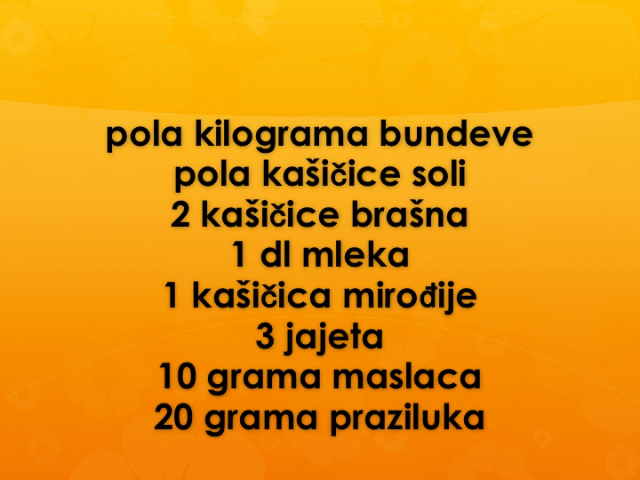 pola kilograma bundeve
pola kašičice soli
2 kašičice brašna
1 dl mleka
1 kašičica mirođije
3 jajeta
10 grama maslaca
20 grama praziluka